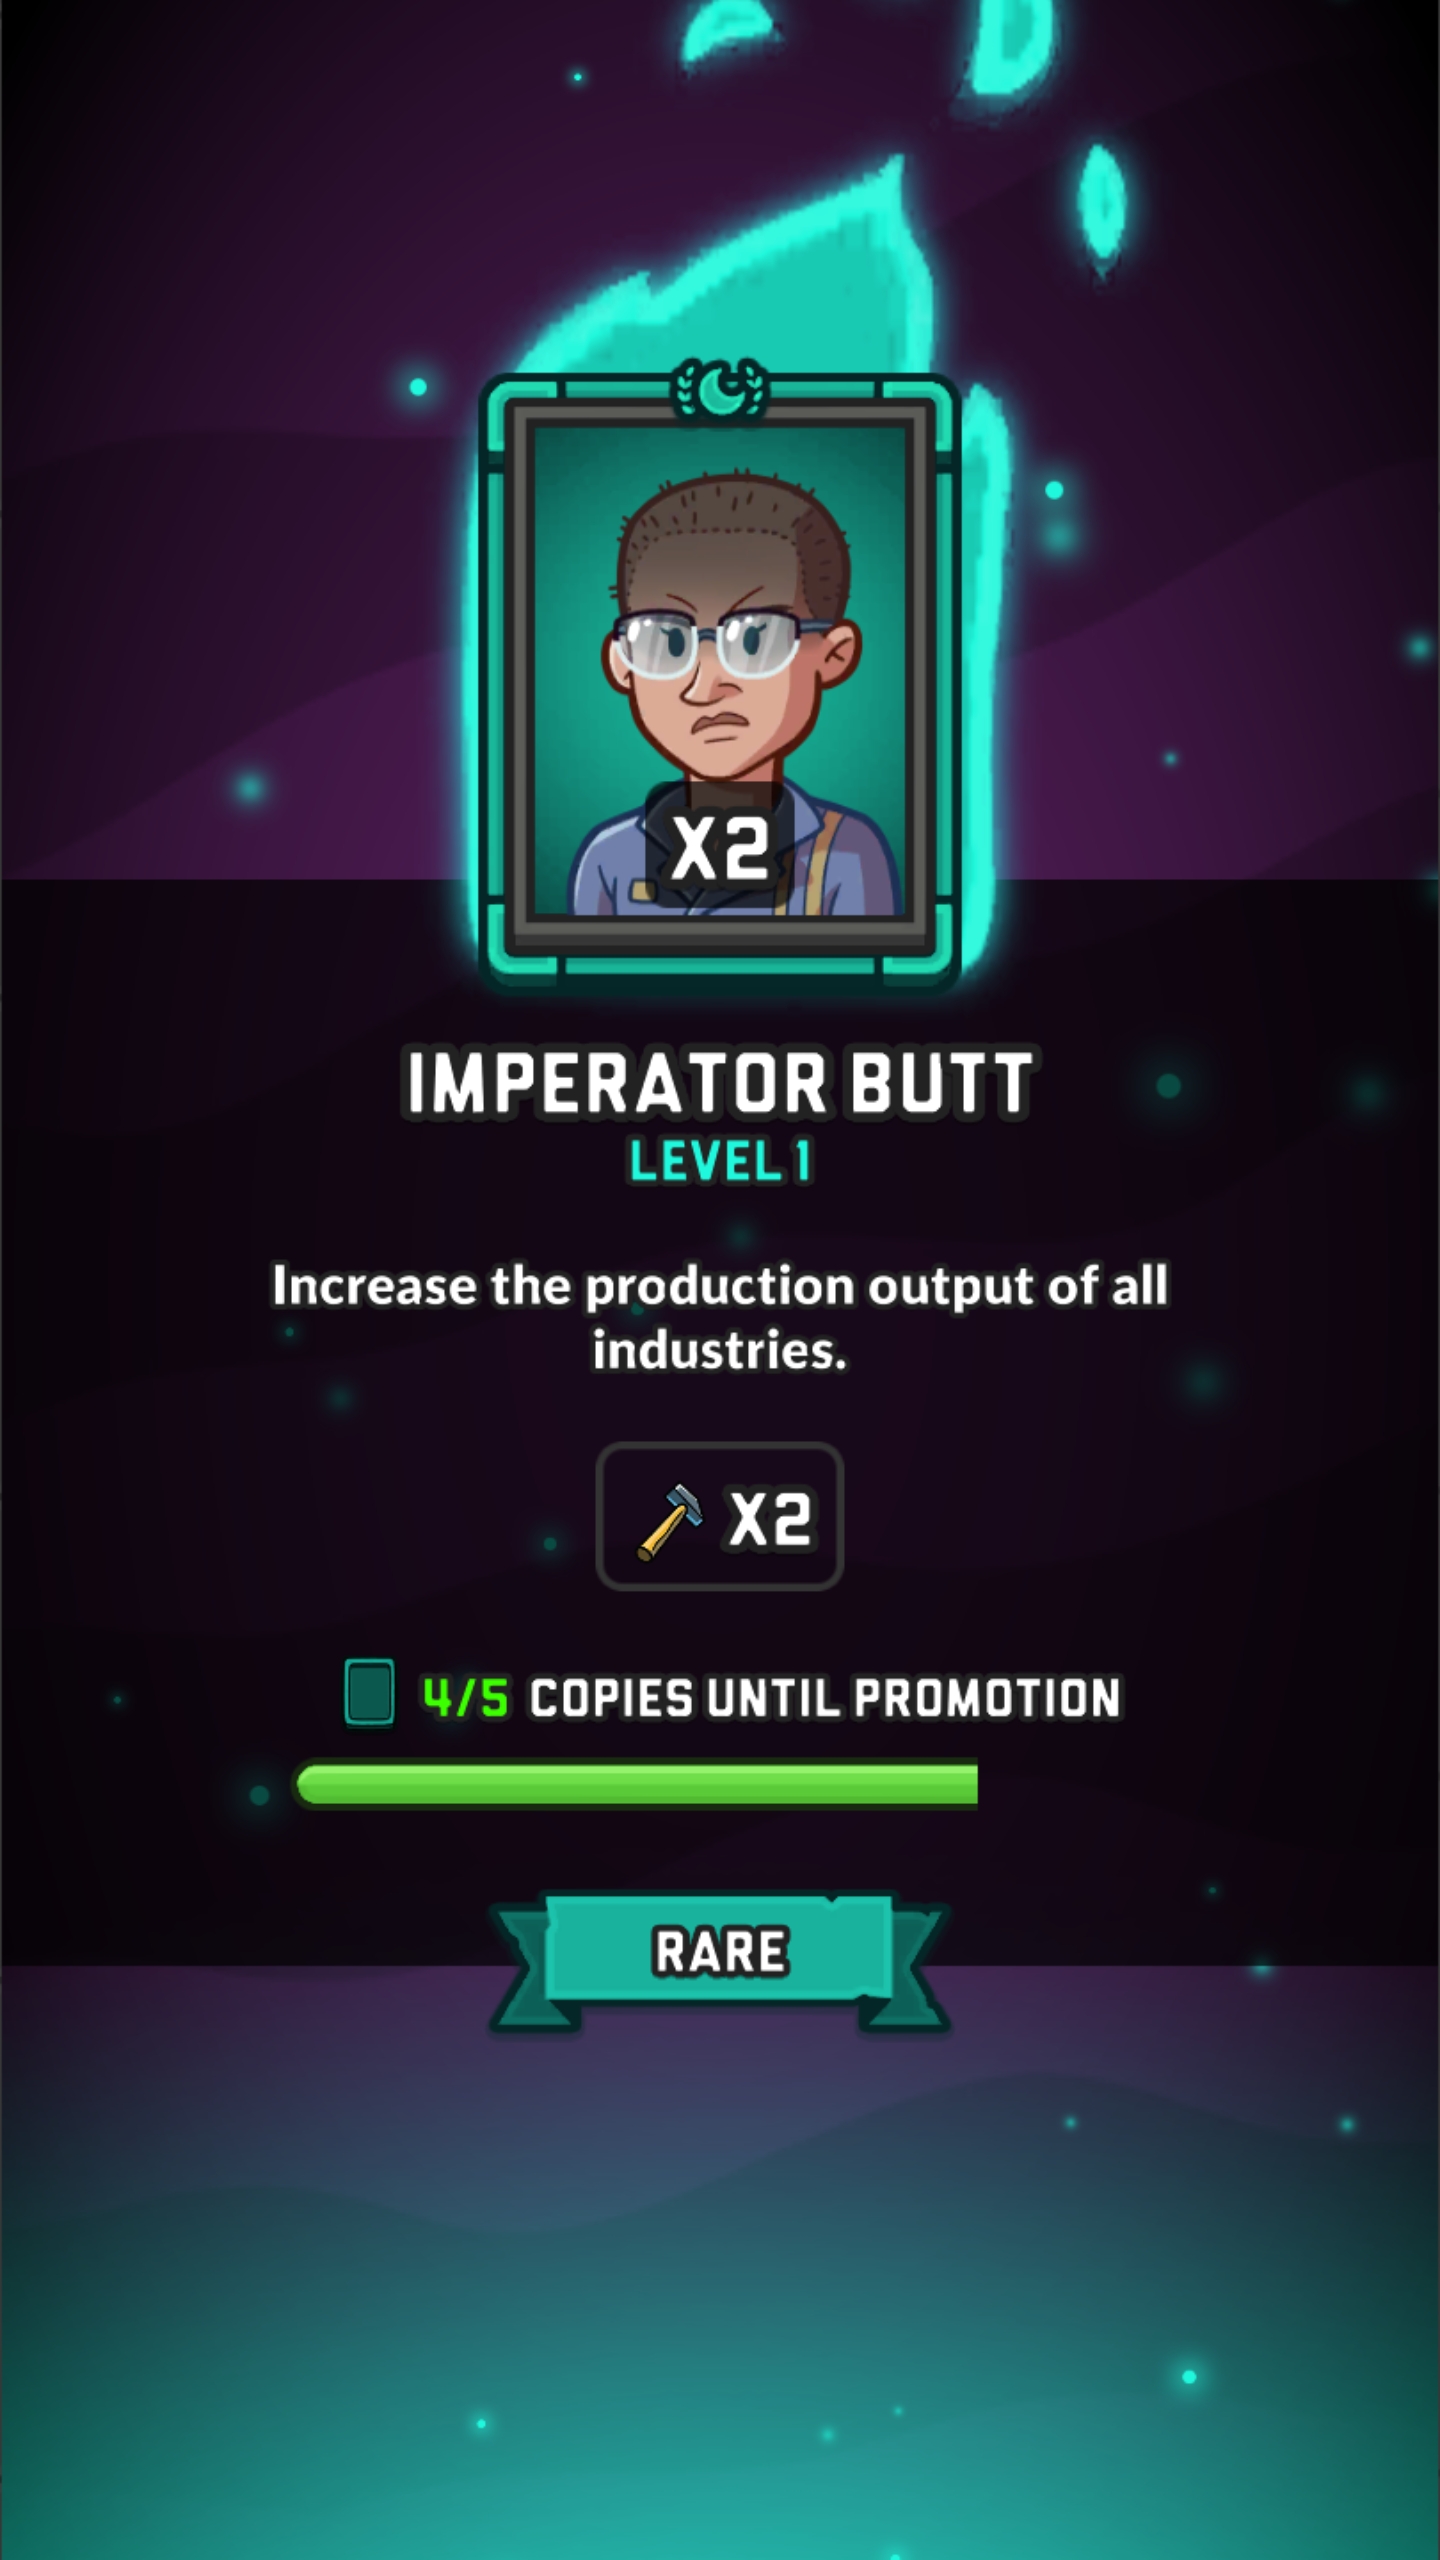 X2
IMPERATOR BUTT
LEVEL 1
Increase the production output of all
industries.
X2
4/5 COPIES UNTIL PROMOTION
RARE